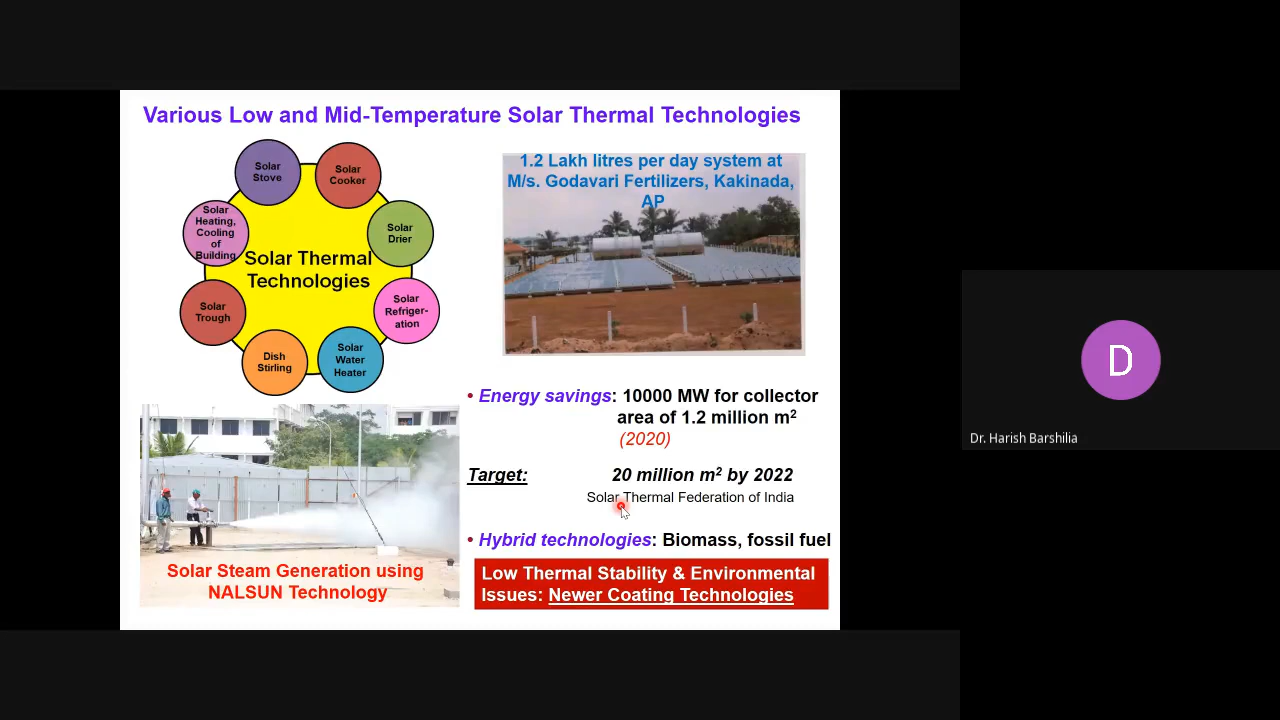 Various Low and Mid-Temperature Solar Thermal Technologies
Solar
Stove
Solar
Cooker
Solar
Heating,
Cooling
of
Building
Solar
Drier
Solar Thermal
Technologies
Solar
Trough
Solar
Refriger-
ation
Dish
Stirling
Solar
Water
Heater
1.2 Lakh litres per day system at
M/s. Godavari Fertilizers, Kakinada,
AP
• Energy savings: 10000 MW for collector
area of 1.2 million m²
(2020)
Target: 20 million m² by 2022
Solar Thermal Federation of India
• Hybrid technologies: Biomass, fossil fuel
Low Thermal Stability & Environmental
Issues: Newer Coating Technologies
Solar Steam Generation using
NALSUN Technology
D
Dr. Harish Barshilia